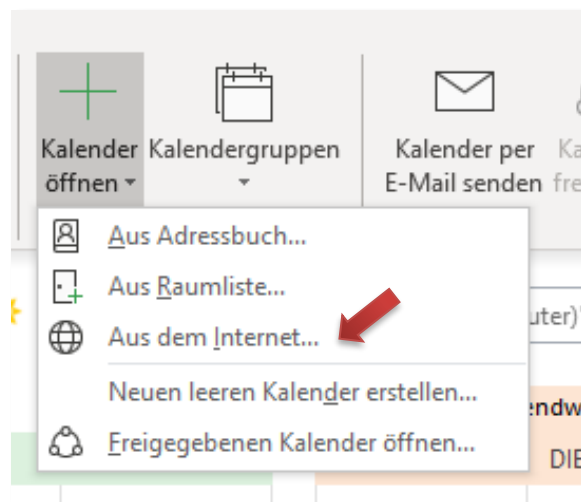 Kalender öffnen
Kalendergruppen
Kalender per E-Mail senden
Aus Adressbuch...
Aus Raumliste...
Aus dem Internet...
Neuen leeren Kalender erstellen...
Freigegebenen Kalender öffnen...